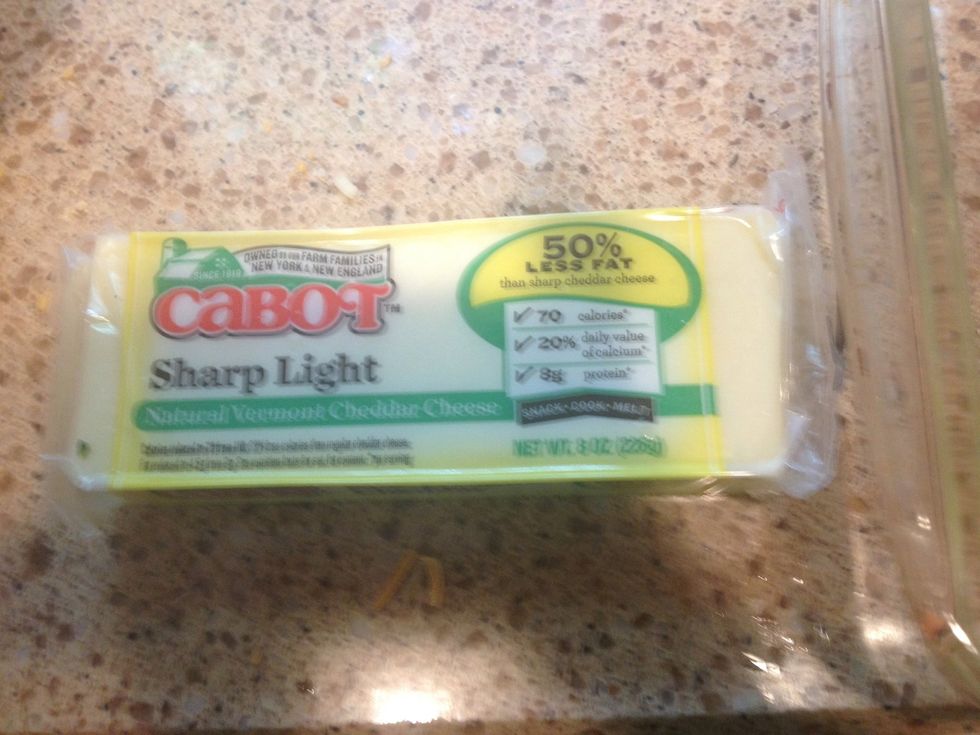 OWNED BY OUR FARM FAMILIES IN
NEW YORK & NEW ENGLAND
SINCE 1919
CABOT™
Sharp Light
Natural Vermont Cheddar Cheese
50%
LESS FAT
than sharp cheddar cheese
70 calories*
20% daily value
of calcium*
8g protein*
SNACK • COOK • MELT
NET WT. 8 OZ. (226g)